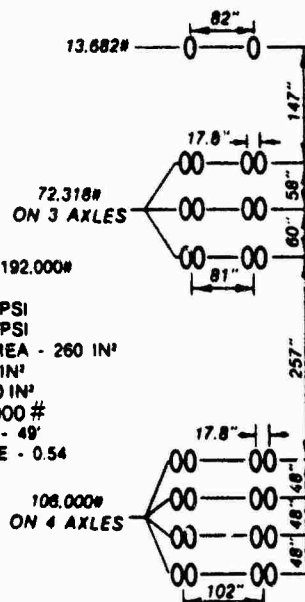 82"
13.682#
147"
17.8"
58"
72.318#
ON 3 AXLES
60"
192.000#
81"
PSI
PSI
REA - 260 IN²
IN²
0 IN²
000 #
- 49'
E - 0.54
257"
17.8"
48"
106.000#
ON 4 AXLES
48"
48"
102"